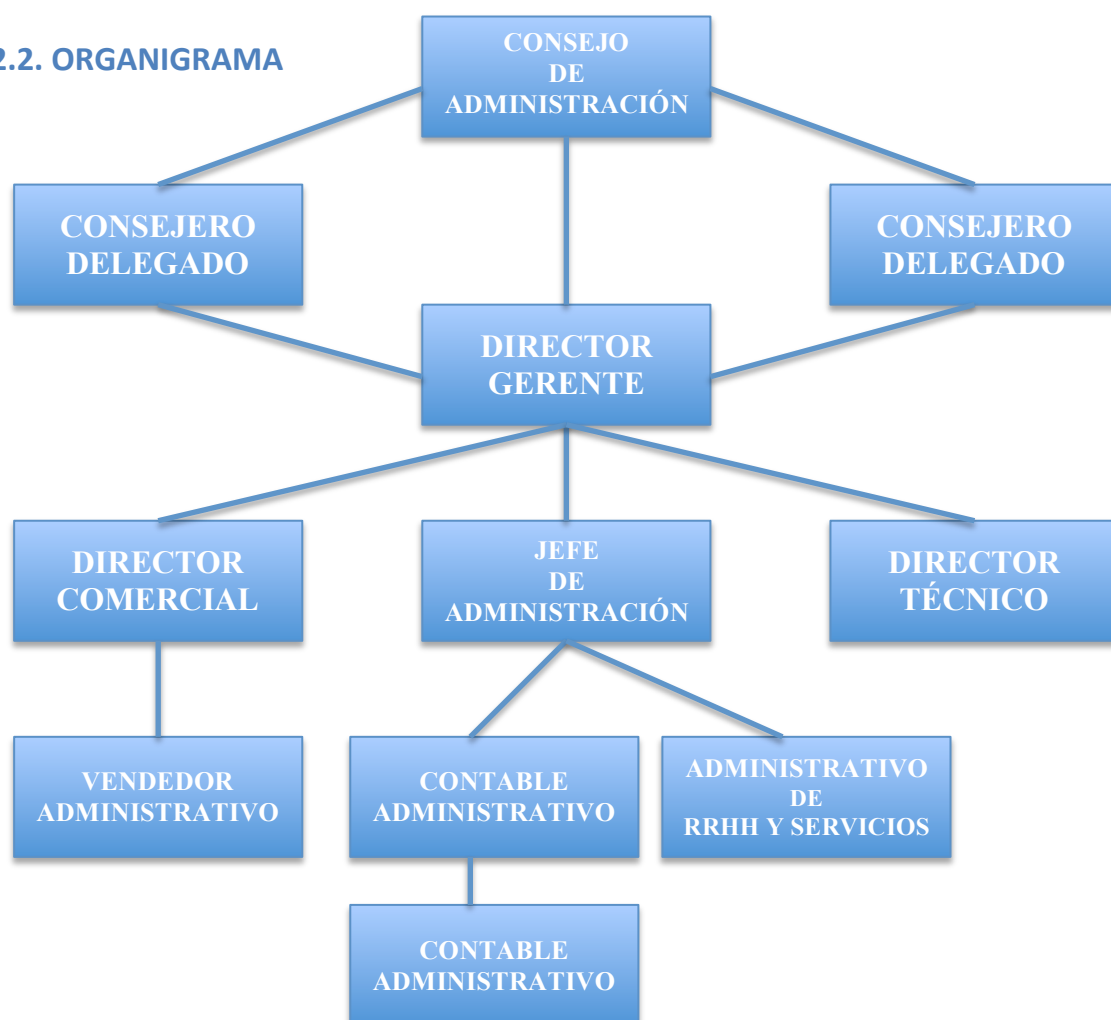 2.2. ORGANIGRAMA
CONSEJO
DE
ADMINISTRACIÓN
CONSEJERO
DELEGADO
CONSEJERO
DELEGADO
DIRECTOR
GERENTE
DIRECTOR
COMERCIAL
JEFE
DE
ADMINISTRACIÓN
DIRECTOR
TÉCNICO
VENDEDOR
ADMINISTRATIVO
CONTABLE
ADMINISTRATIVO
ADMINISTRATIVO
DE
RRHH Y SERVICIOS
CONTABLE
ADMINISTRATIVO